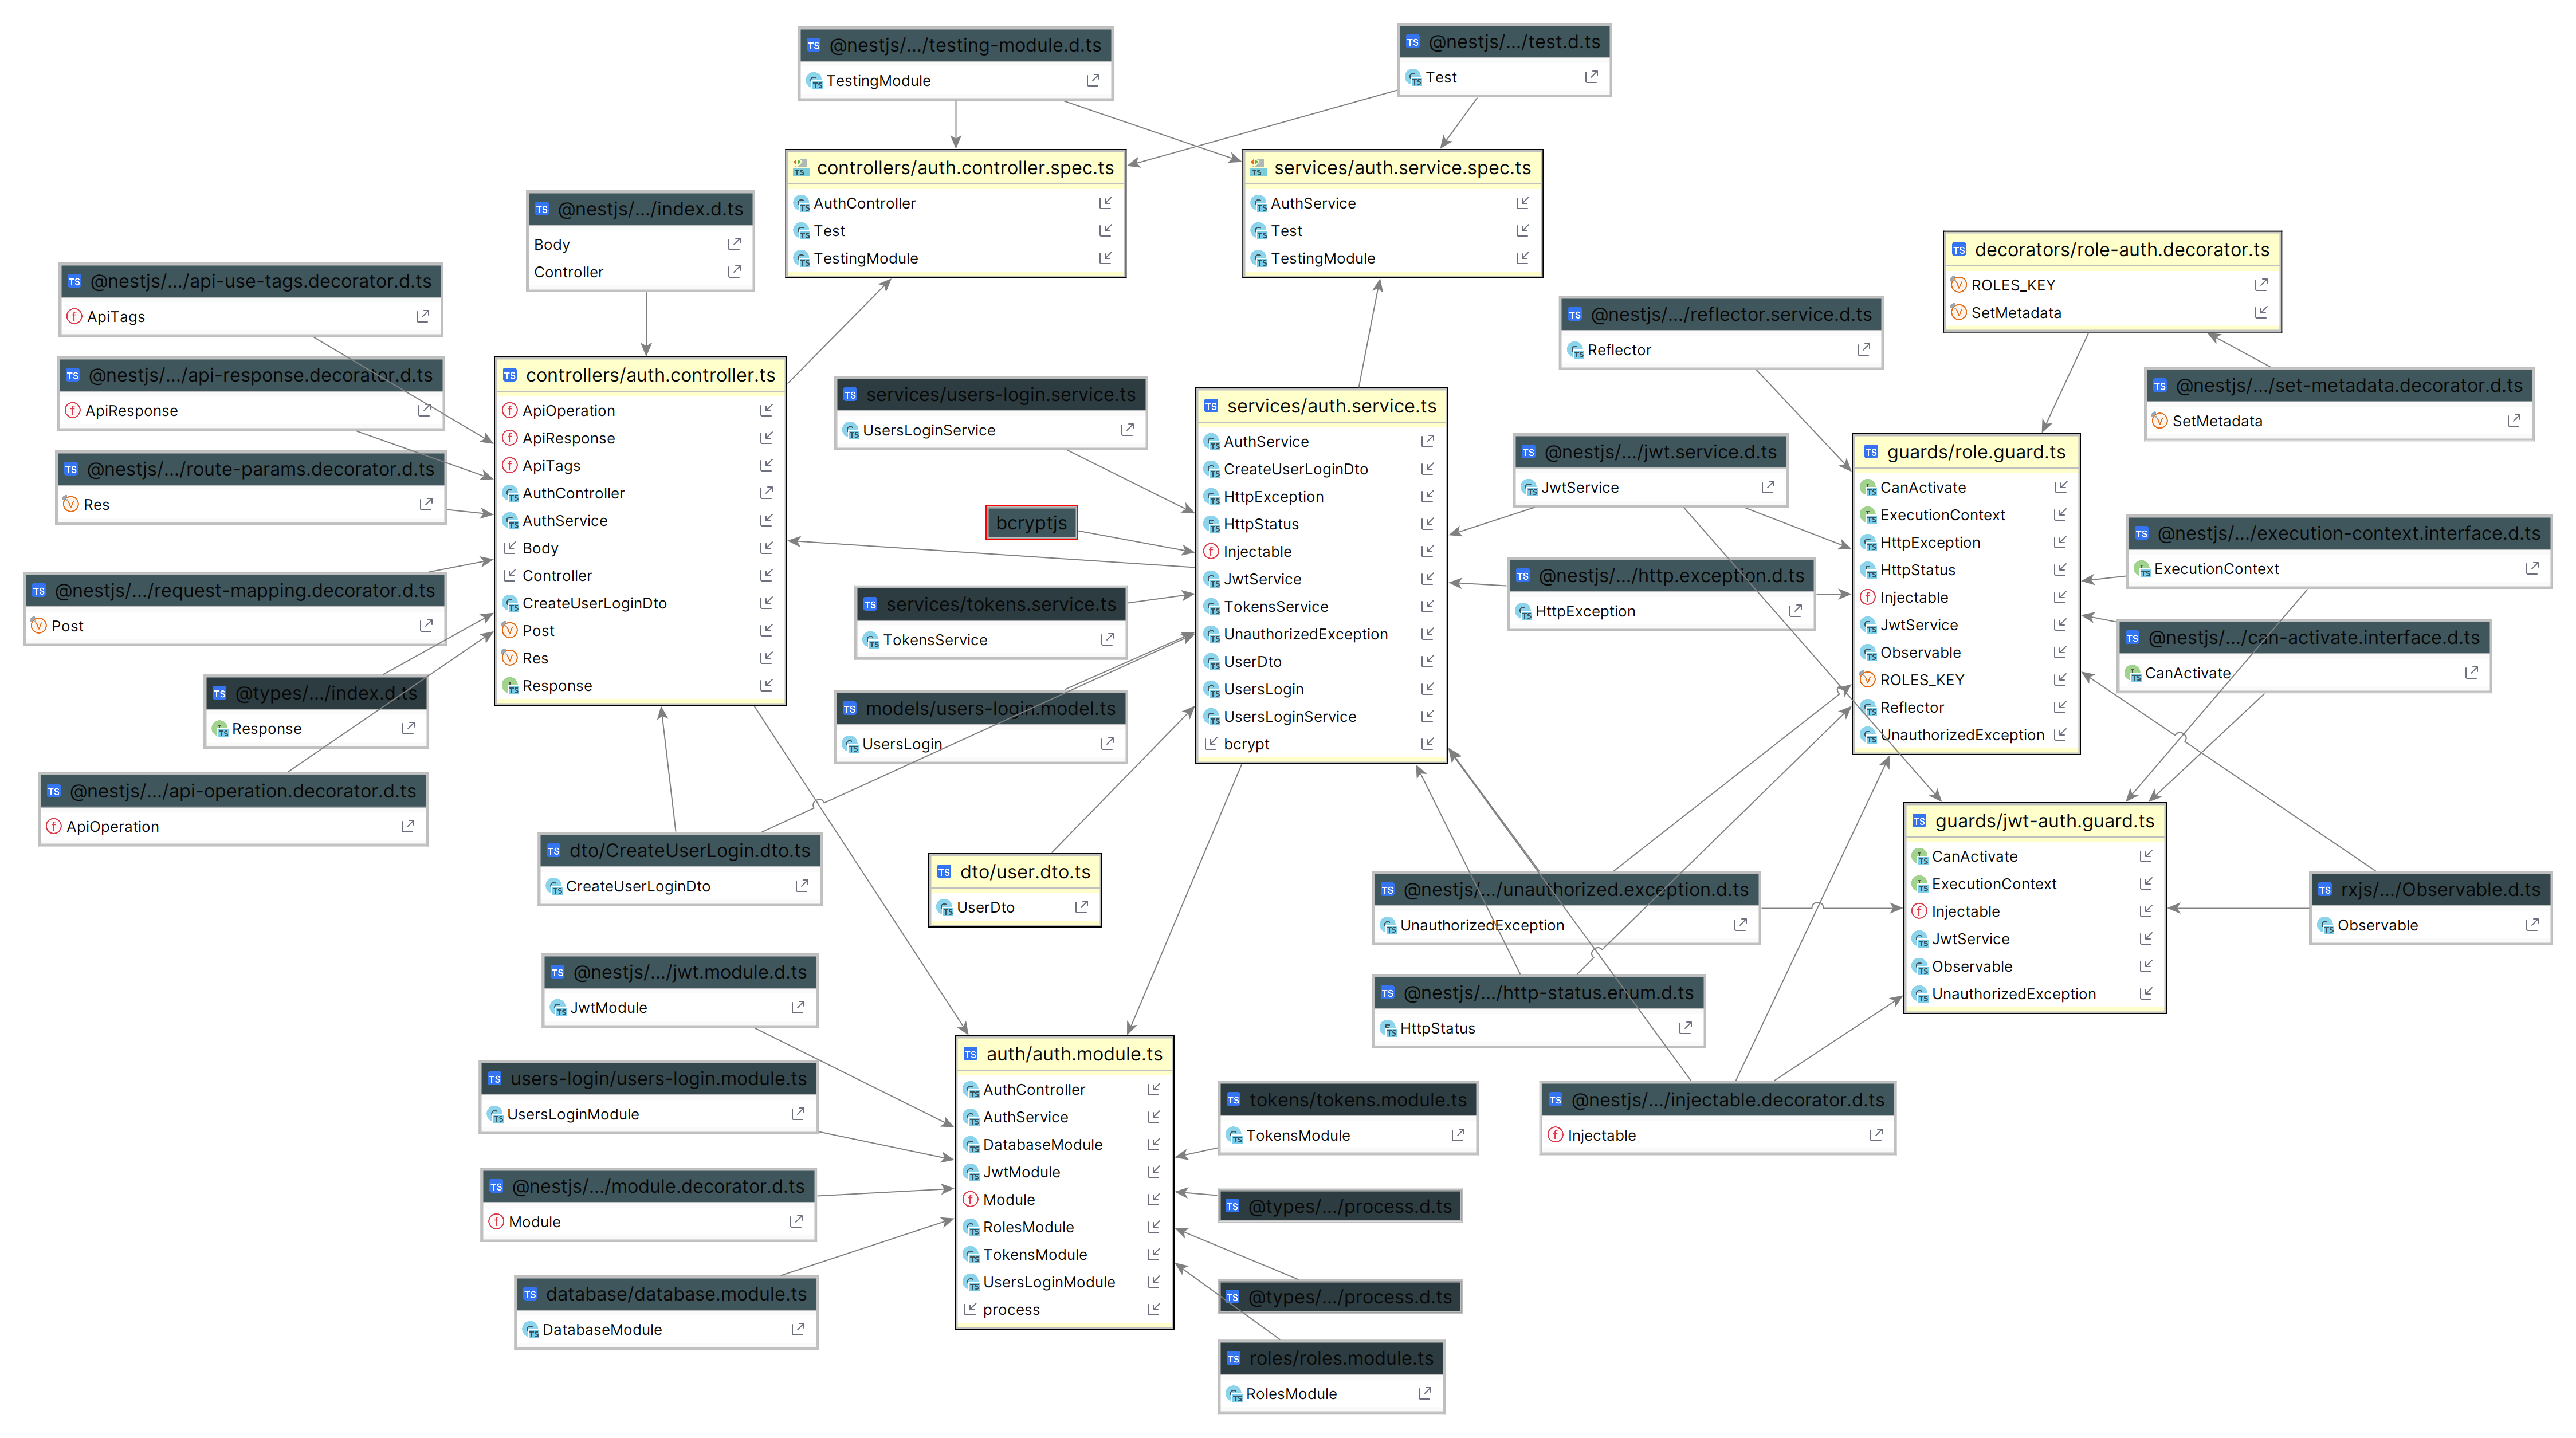 @nestjs/.../testing-module.d.ts
TestingModule
@nestjs/.../test.d.ts
Test
controllers/auth.controller.spec.ts
AuthController
Test
TestingModule
services/auth.service.spec.ts
AuthService
Test
TestingModule
@nestjs/.../index.d.ts
Body
Controller
@nestjs/.../api-use-tags.decorator.d.ts
ApiTags
@nestjs/.../api-response.decorator.d.ts
ApiResponse
@nestjs/.../route-params.decorator.d.ts
Res
@nestjs/.../request-mapping.decorator.d.ts
Post
@types/.../index.d.ts
Response
@nestjs/.../api-operation.decorator.d.ts
ApiOperation
controllers/auth.controller.ts
ApiOperation
ApiResponse
ApiTags
AuthController
AuthService
Body
Controller
CreateUserLoginDto
Post
Res
Response
services/users-login.service.ts
UsersLoginService
bcryptjs
services/tokens.service.ts
TokensService
models/users-login.model.ts
UsersLogin
dto/CreateUserLogin.dto.ts
CreateUserLoginDto
dto/user.dto.ts
UserDto
services/auth.service.ts
AuthService
CreateUserLoginDto
HttpException
HttpStatus
Injectable
JwtService
TokensService
UnauthorizedException
UserDto
UsersLogin
UsersLoginService
bcrypt
@nestjs/.../reflector.service.d.ts
Reflector
@nestjs/.../jwt.service.d.ts
JwtService
@nestjs/.../http.exception.d.ts
HttpException
decorators/role-auth.decorator.ts
ROLES_KEY
SetMetadata
@nestjs/.../set-metadata.decorator.d.ts
SetMetadata
guards/role.guard.ts
CanActivate
ExecutionContext
HttpException
HttpStatus
Injectable
JwtService
Observable
ROLES_KEY
Reflector
UnauthorizedException
@nestjs/.../execution-context.interface.d.ts
ExecutionContext
@nestjs/.../can-activate.interface.d.ts
CanActivate
guards/jwt-auth.guard.ts
CanActivate
ExecutionContext
Injectable
JwtService
Observable
UnauthorizedException
rxjs/.../Observable.d.ts
Observable
@nestjs/.../unauthorized.exception.d.ts
UnauthorizedException
@nestjs/.../http-status.enum.d.ts
HttpStatus
@nestjs/.../injectable.decorator.d.ts
Injectable
@nestjs/.../jwt.module.d.ts
JwtModule
users-login/users-login.module.ts
UsersLoginModule
@nestjs/.../module.decorator.d.ts
Module
database/database.module.ts
DatabaseModule
auth/auth.module.ts
AuthController
AuthService
DatabaseModule
JwtModule
Module
RolesModule
TokensModule
UsersLoginModule
process
tokens/tokens.module.ts
TokensModule
@types/.../process.d.ts
@types/.../process.d.ts
roles/roles.module.ts
RolesModule